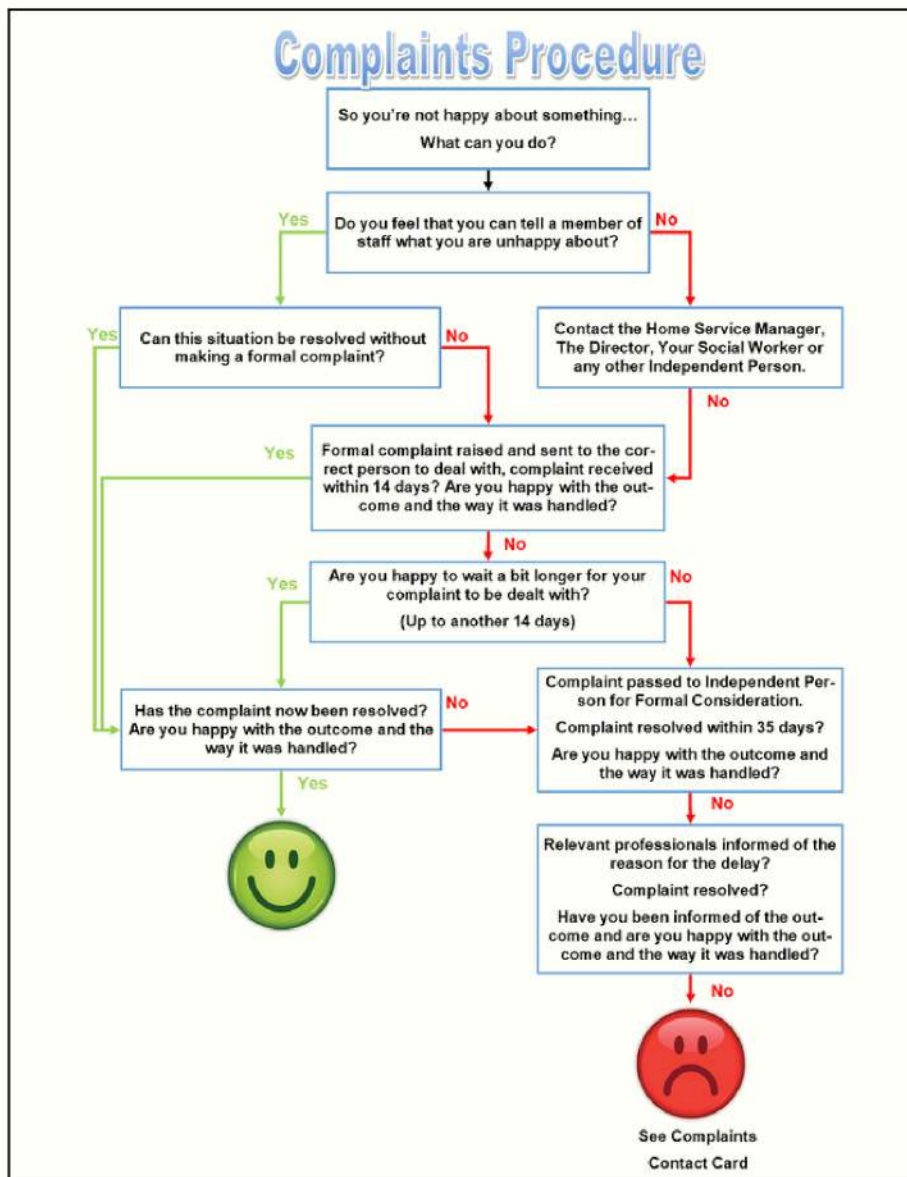 Complaints Procedure
So you're not happy about something...
What can you do?
Do you feel that you can tell a member of
staff what you are unhappy about?
Yes
No
Can this situation be resolved without
making a formal complaint?
Yes
No
Contact the Home Service Manager,
The Director, Your Social Worker or
any other Independent Person.
No
Formal complaint raised and sent to the cor-
rect person to deal with, complaint received
within 14 days? Are you happy with the out-
come and the way it was handled?
Yes
No
Are you happy to wait a bit longer for your
complaint to be dealt with?
(Up to another 14 days)
Yes
No
Has the complaint now been resolved?
Are you happy with the outcome and the
way it was handled?
No
Yes
Complaint passed to Independent Per-
son for Formal Consideration.
Complaint resolved within 35 days?
Are you happy with the outcome and
the way it was handled?
No
Relevant professionals informed of the
reason for the delay?
Complaint resolved?
Have you been informed of the out-
come and are you happy with the out-
come and the way it was handled?
No
See Complaints
Contact Card